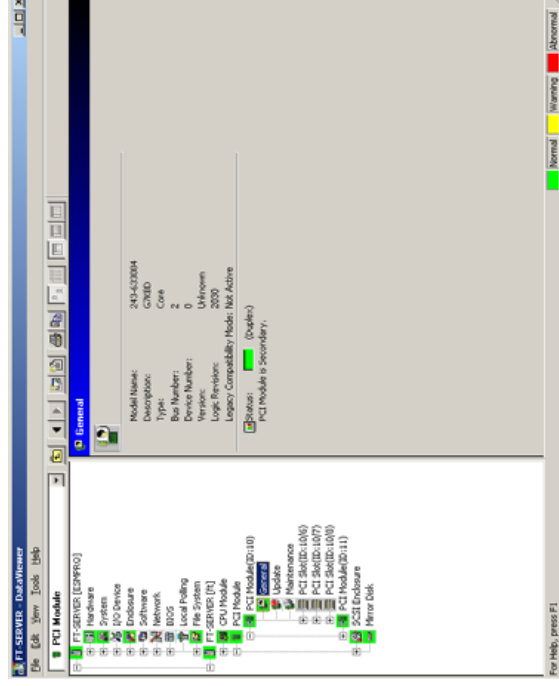 FT-SERVER - DataViewer
File Edit View Tools Help
PCI Module
FT-SERVER [ESMPRO]
Hardware
System
I/O Device
Enclosure
Software
Network
BIOS
Local Polling
File System
FT-SERVER [ft]
CPU Module
PCI Module
PCI Module(ID:10)
General
Update
Maintenance
PCI Slot(ID:10/6)
PCI Slot(ID:10/7)
PCI Slot(ID:10/8)
PCI Module(ID:11)
SCSI Enclosure
Mirror Disk
General
Model Name: 243-633084
Description: G7KBD
Type: Core
Bus Number: 2
Device Number: 0
Version: Unknown
Logic Revision: 2030
Legacy Compatibility Mode: Not Active
Status: (Duplex)
PCI Module is Secondary.
For Help, press F1
Normal Warning Abnormal